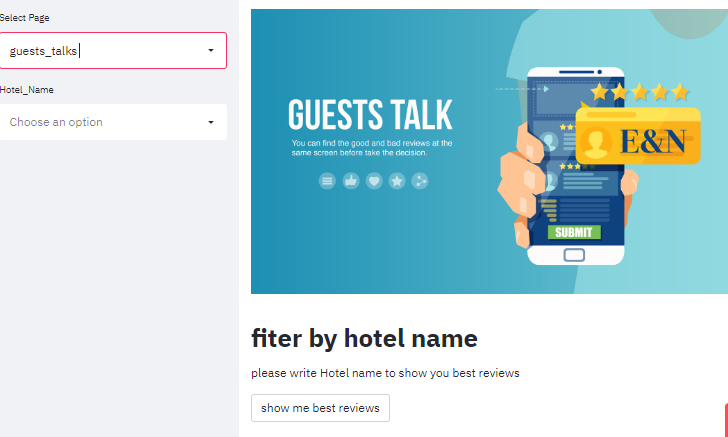 Select Page
guests_talks
Hotel_Name
Choose an option
GUESTS TALK
You can find the good and bad reviews at the
same screen before take the decision.
E&N
SUBMIT
fiter by hotel name
please write Hotel name to show you best reviews
show me best reviews